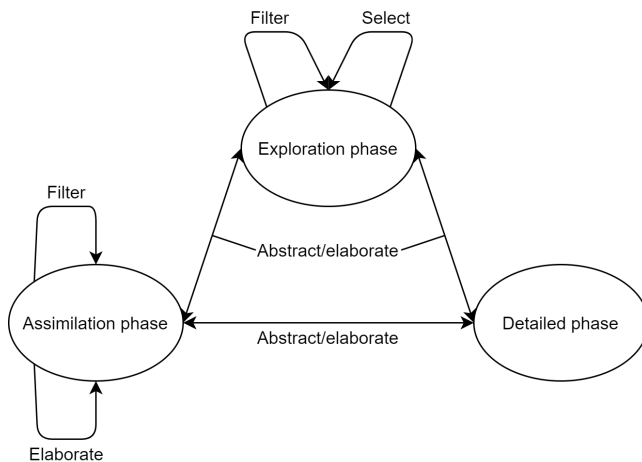 Filter
Select
Exploration phase
Filter
Abstract/elaborate
Assimilation phase
Detailed phase
Abstract/elaborate
Elaborate